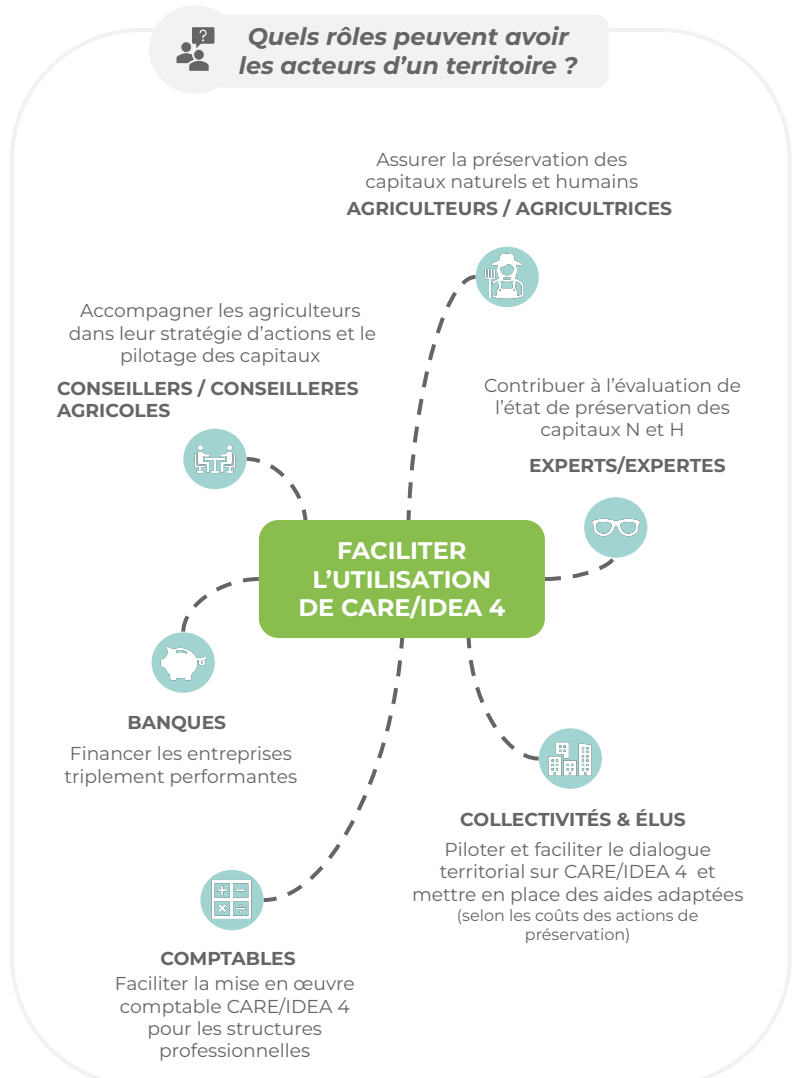 ?
Quels rôles peuvent avoir
les acteurs d'un territoire ?
Assurer la préservation des
capitaux naturels et humains
AGRICULTEURS / AGRICULTRICES
Accompagner les agriculteurs
dans leur stratégie d'actions et le
pilotage des capitaux
CONSEILLERS / CONSEILLERES
AGRICOLES
Contribuer à l'évaluation de
l'état de préservation des
capitaux N et H
EXPERTS/EXPERTES
FACILITER
L'UTILISATION
DE CARE/IDEA 4
BANQUES
Financer les entreprises
triplement performantes
COLLECTIVITÉS & ÉLUS
Piloter et faciliter le dialogue
territorial sur CARE/IDEA 4 et
mettre en place des aides adaptées
(selon les coûts des actions de
préservation)
+ −
× ÷
COMPTABLES
Faciliter la mise en œuvre
comptable CARE/IDEA 4
pour les structures
professionnelles